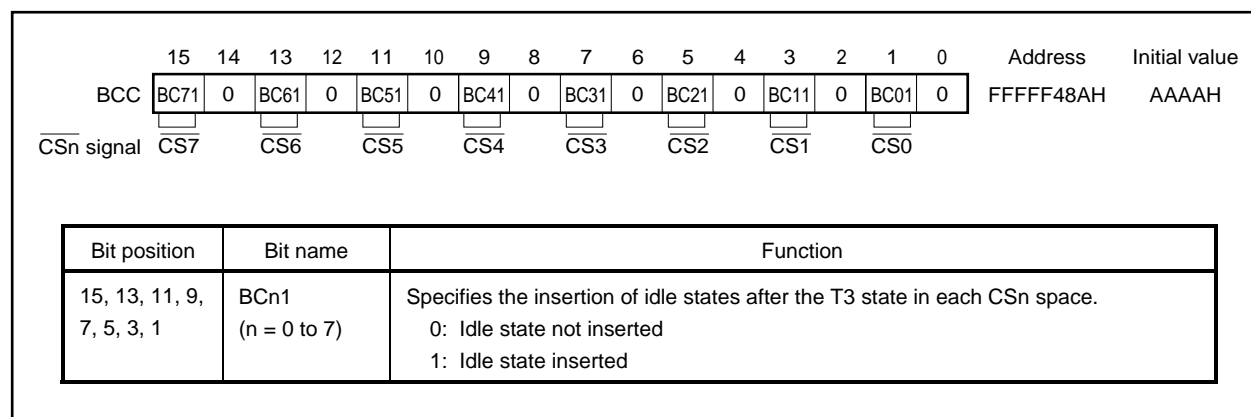 15 14 13 12 11 10 9 8 7 6 5 4 3 2 1 0 Address Initial value
BCC BC71 0 BC61 0 BC51 0 BC41 0 BC31 0 BC21 0 BC11 0 BC01 0 FFFFF48AH AAAAH
CSn signal CS7 CS6 CS5 CS4 CS3 CS2 CS1 CS0
Bit position Bit name Function
15, 13, 11, 9, BCn1 Specifies the insertion of idle states after the T3 state in each CSn space.
7, 5, 3, 1 (n = 0 to 7) 0: Idle state not inserted
1: Idle state inserted